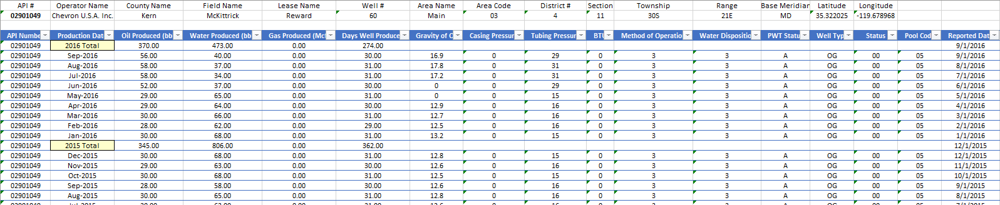 API # Operator Name County Name Field Name Lease Name Well # Area Name Area Code District # Section Township Range Base Meridian Latitude Longitude
02901049 Chevron U.S.A. Inc. Kern McKittrick Reward 60 Main 03 4 11 30S 21E MD 35.322025 -119.678968
API Numbe Production Dat Oil Produced (bb Water Produced (bb Gas Produced (Mc Days Well Produce Gravity of O Casing Pressur Tubing Pressur BTU Method of Operatio Water Dispositio PWT Statu Well Typ Status Pool Cod Reported Dat
02901049 2016 Total 370.00 473.00 0.00 274.00 9/1/2016
02901049 Sep-2016 56.00 40.00 0.00 30.00 16.9 0 29 0 3 3 A OG 00 05 9/1/2016
02901049 Aug-2016 58.00 37.00 0.00 31.00 17.8 0 31 0 3 3 A OG 00 05 8/1/2016
02901049 Jul-2016 58.00 34.00 0.00 31.00 17.2 0 31 0 3 3 A OG 00 05 7/1/2016
02901049 Jun-2016 52.00 37.00 0.00 30.00 0 0 29 0 3 3 A OG 00 05 6/1/2016
02901049 May-2016 29.00 65.00 0.00 31.00 0 0 15 0 3 3 A OG 00 05 5/1/2016
02901049 Apr-2016 29.00 64.00 0.00 30.00 12.9 0 16 0 3 3 A OG 00 05 4/1/2016
02901049 Mar-2016 30.00 66.00 0.00 31.00 12.7 0 16 0 3 3 A OG 00 05 3/1/2016
02901049 Feb-2016 28.00 62.00 0.00 29.00 12.5 0 16 0 3 3 A OG 00 05 2/1/2016
02901049 Jan-2016 30.00 68.00 0.00 31.00 13.2 0 15 0 3 3 A OG 00 05 1/1/2016
02901049 2015 Total 345.00 806.00 0.00 362.00 12/1/2015
02901049 Dec-2015 30.00 68.00 0.00 31.00 12.8 0 15 0 3 3 A OG 00 05 12/1/2015
02901049 Nov-2015 29.00 63.00 0.00 30.00 12.6 0 16 0 3 3 A OG 00 05 11/1/2015
02901049 Oct-2015 30.00 58.00 0.00 31.00 12.5 0 15 0 3 3 A OG 00 05 10/1/2015
02901049 Sep-2015 28.00 58.00 0.00 30.00 12.6 0 16 0 3 3 A OG 00 05 9/1/2015
02901049 Aug-2015 30.00 65.00 0.00 31.00 12.8 0 16 0 3 3 A OG 00 05 8/1/2015